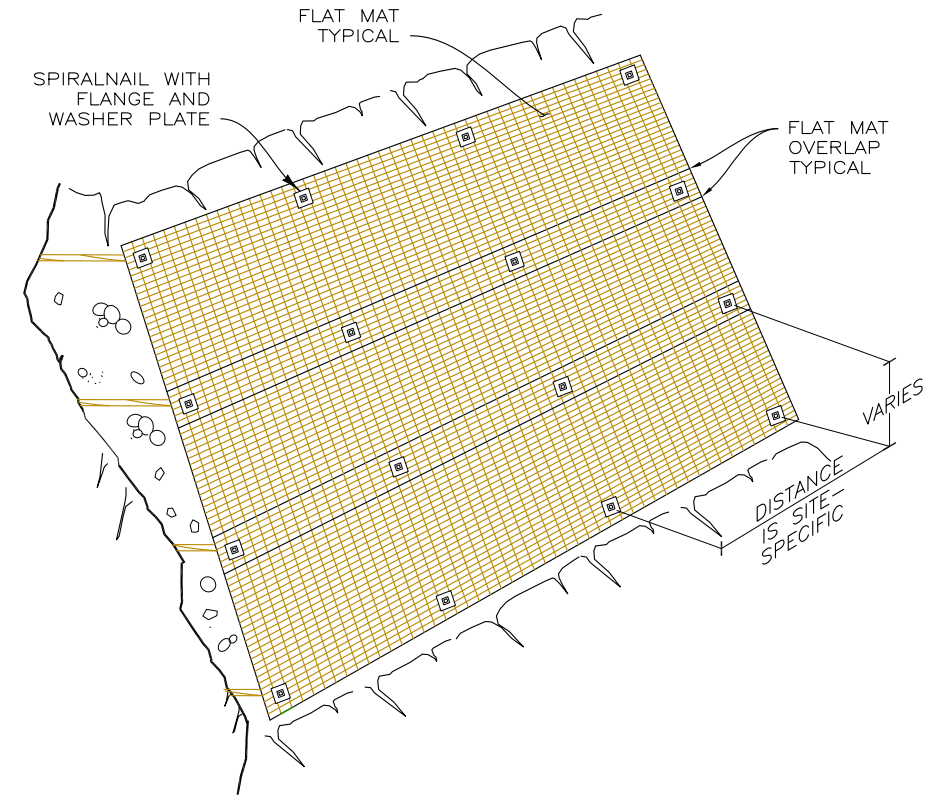 FLAT MAT
TYPICAL
SPIRALNAIL WITH
FLANGE AND
WASHER PLATE
FLAT MAT
OVERLAP
TYPICAL
VARIES
DISTANCE
IS SITE-
SPECIFIC